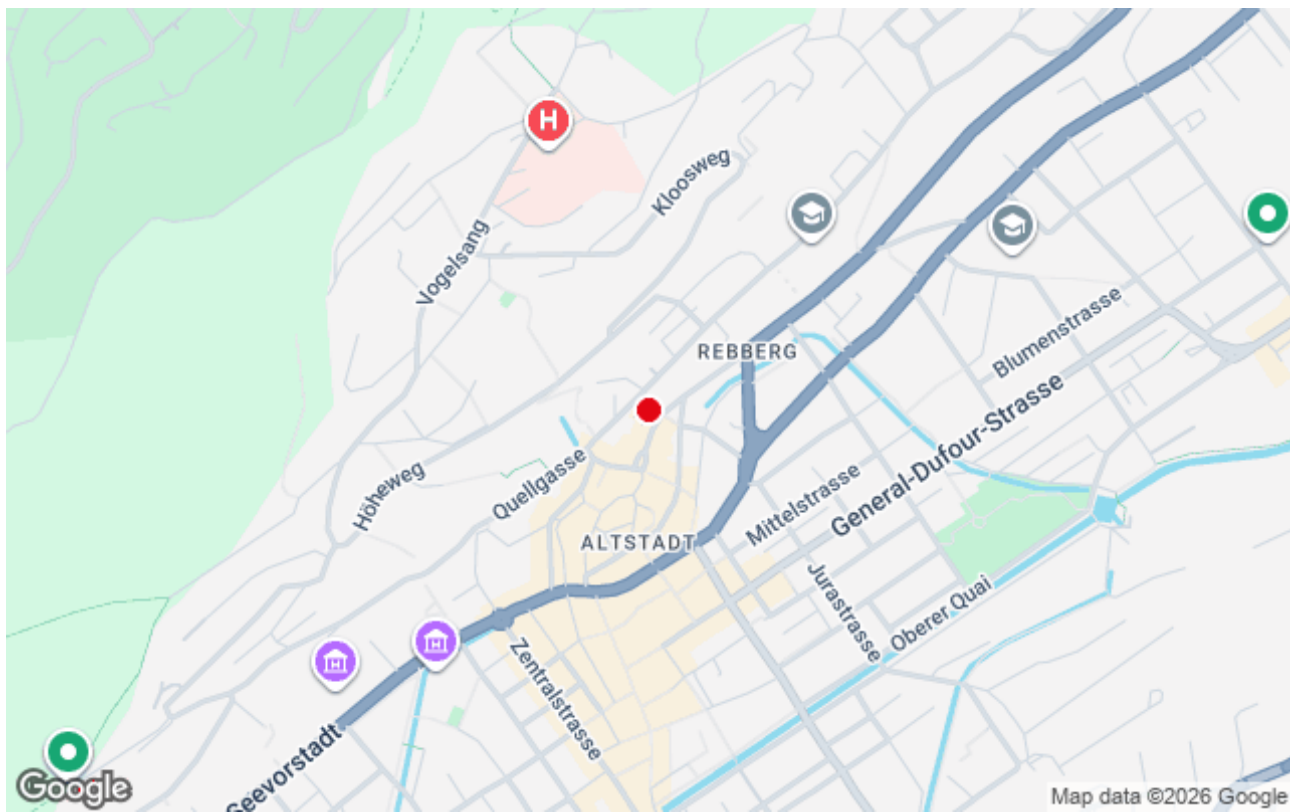 H
Kloosweg
Vogelsang
REBBERG
Blumenstrasse
General-Dufour-Strasse
Höheweg
Quellgasse
Mittelstrasse
ALTSTADT
Jurastrasse
Oberer Quai
Zentralstrasse
Seevorstadt
Google
Map data ©2026 Google